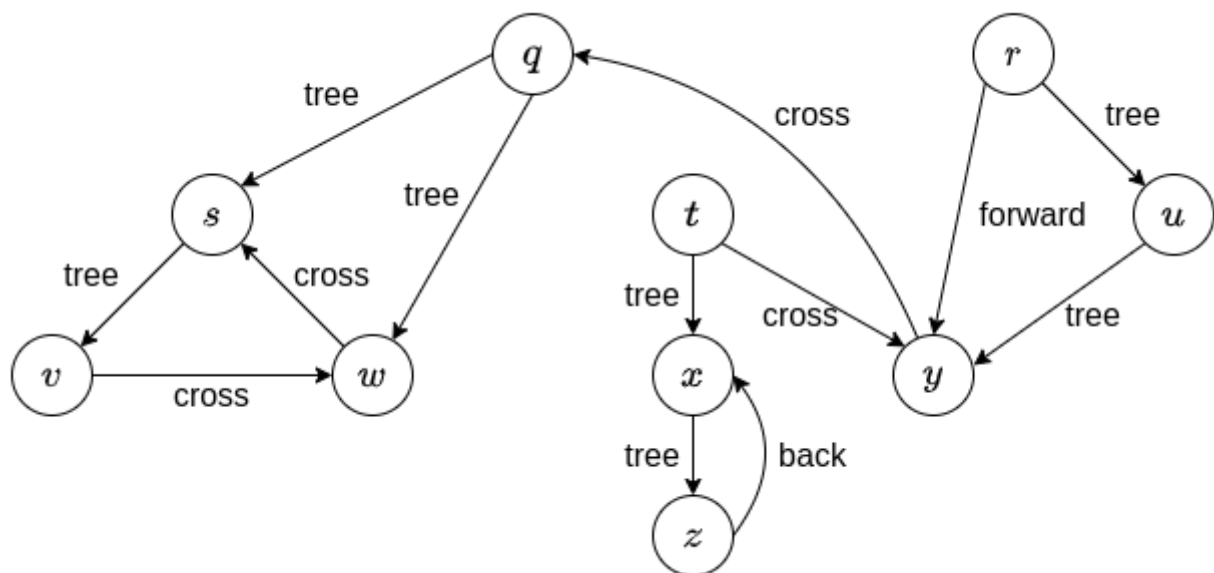 q
r
tree
cross
tree
tree
s
t
forward
u
tree
cross
tree
cross
tree
v
cross
w
x
y
tree
back
z